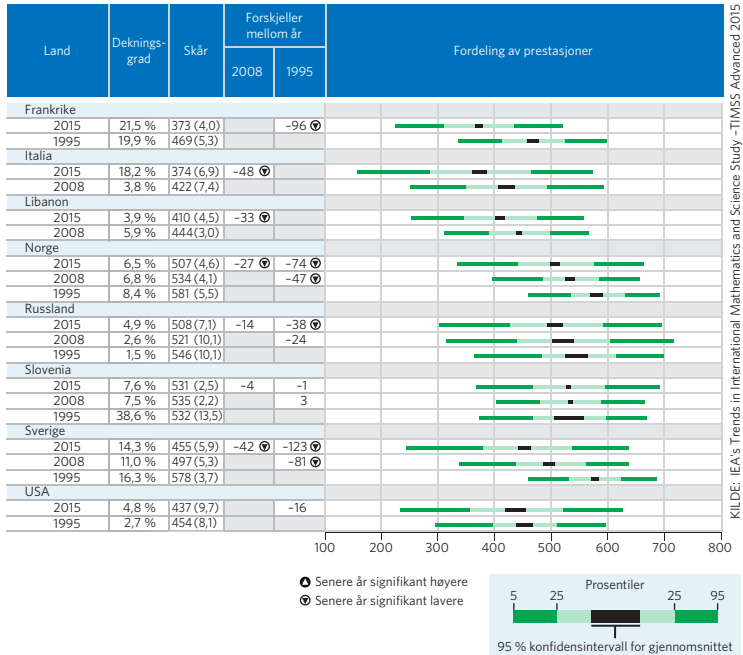 Land Deknings- grad Skår Forskjeller mellom år Fordeling av prestasjoner
2008 1995
Frankrike
2015 21,5 % 373 (4,0) –96
1995 19,9 % 469 (5,3)
Italia
2015 18,2 % 374 (6,9) –48
2008 3,8 % 422 (7,4)
Libanon
2015 3,9 % 410 (4,5) –33
2008 5,9 % 444 (3,0)
Norge
2015 6,5 % 507 (4,6) –27 –74
2008 6,8 % 534 (4,1) –47
1995 8,4 % 581 (5,5)
Russland
2015 4,9 % 508 (7,1) –14 –38
2008 2,6 % 521 (10,1) –24
1995 1,5 % 546 (10,1)
Slovenia
2015 7,6 % 531 (2,5) –4 –1
2008 7,5 % 535 (2,2) 3
1995 38,6 % 532 (13,5)
Sverige
2015 14,3 % 455 (5,9) –42 –123
2008 11,0 % 497 (5,3) –81
1995 16,3 % 578 (3,7)
USA
2015 4,8 % 437 (9,7) –16
1995 2,7 % 454 (8,1)
100 200 300 400 500 600 700 800
Senere år signifikant høyere
Senere år signifikant lavere
Prosentiler
5 25 25 95
95 % konfidensintervall for gjennomsnittet
KILDE: IEA's Trends in International Mathematics and Science Study –TIMSS Advanced 2015